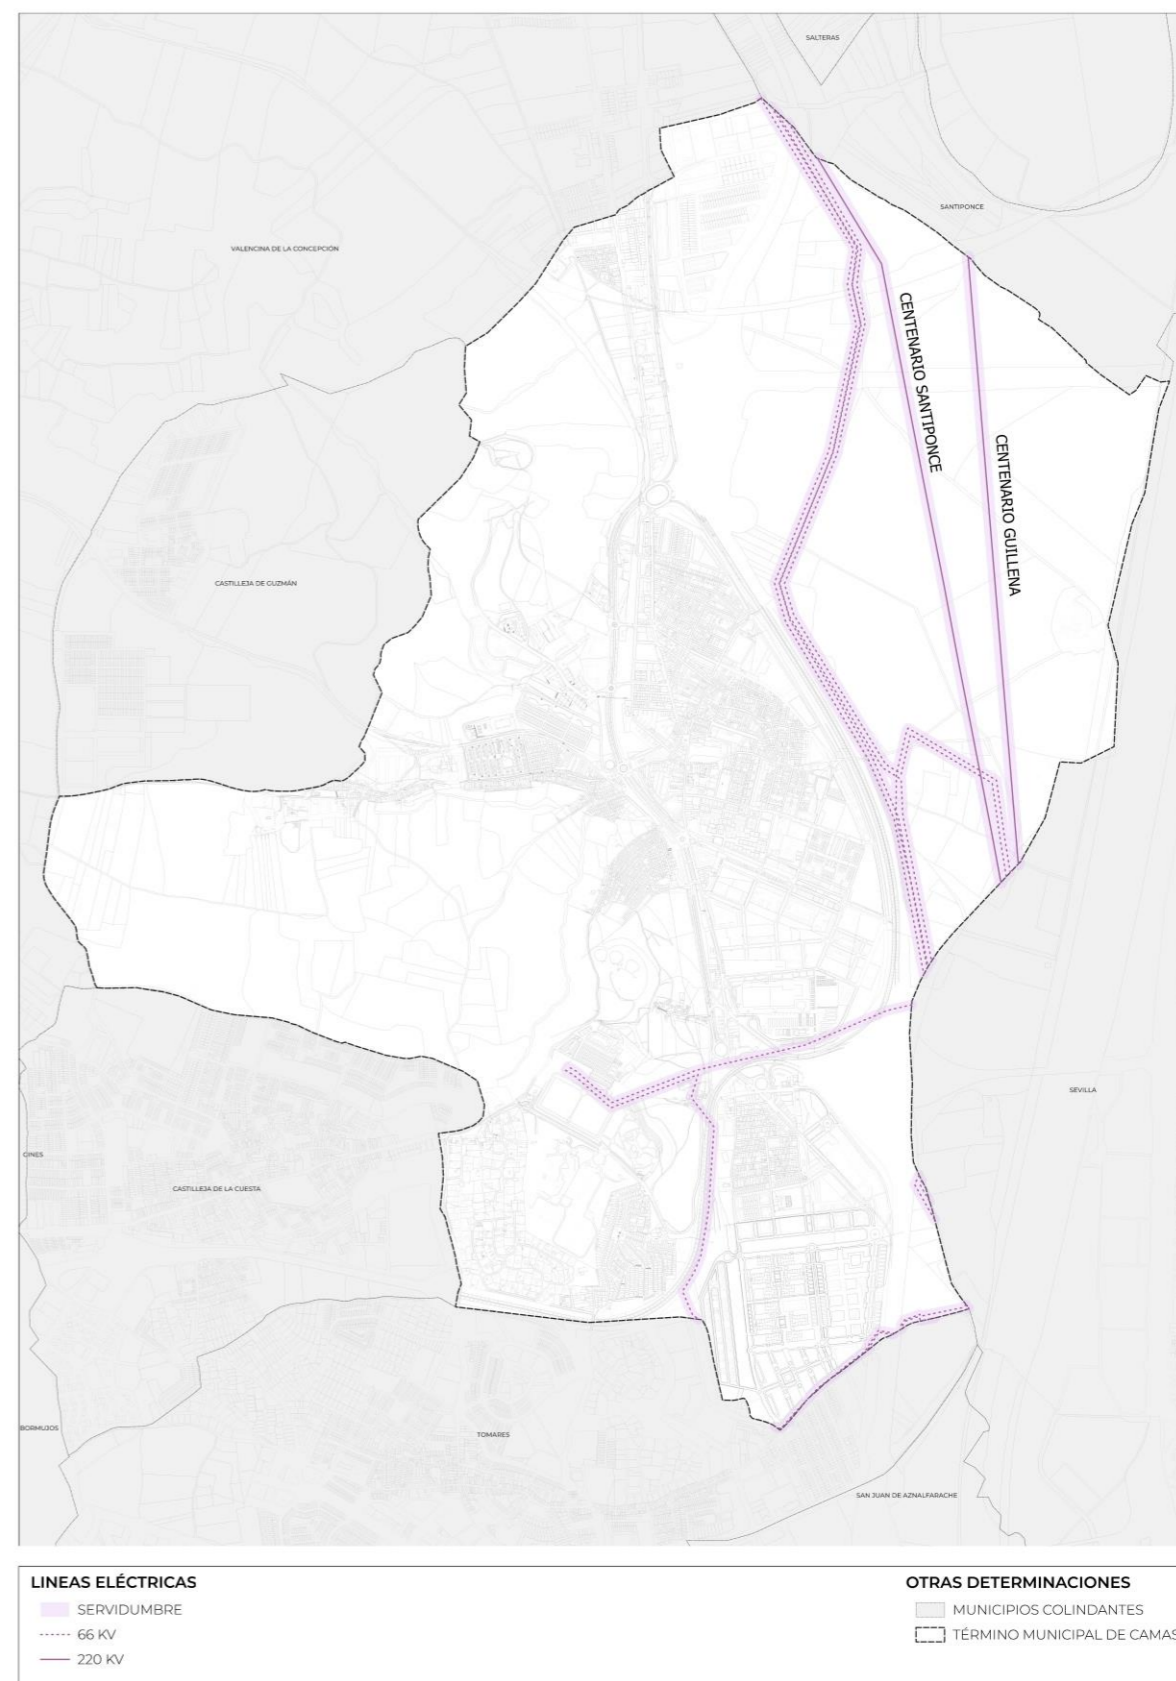 SALTERAS
SANTIPONCE
VALENCINA DE LA CONCEPCIÓN
CENTENARIO SANTIPONCE
CENTENARIO GUILLENA
CASTILLEJA DE GUZMÁN
SEVILLA
GINES
CASTILLEJA DE LA CUESTA
BORMUJOS
TOMARES
SAN JUAN DE AZNALFARACHE
LINEAS ELÉCTRICAS
SERVIDUMBRE
66 KV
220 KV
OTRAS DETERMINACIONES
MUNICIPIOS COLINDANTES
TÉRMINO MUNICIPAL DE CAMAS